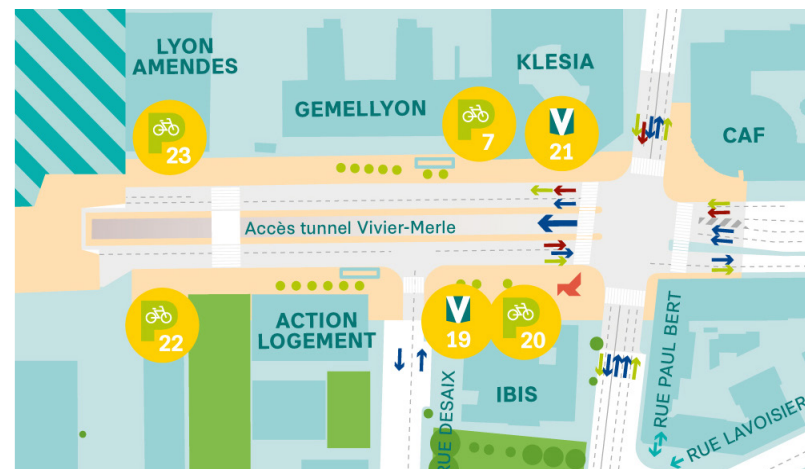 LYON
AMENDES
KLESIA
GEMELLYON
CAF
P
23
P
7
V
21
Accès tunnel Vivier-Merle
P
22
ACTION
LOGEMENT
V
19
P
20
IBIS
RUE DESAIX
RUE PAUL BERT
RUE LAVOISIER